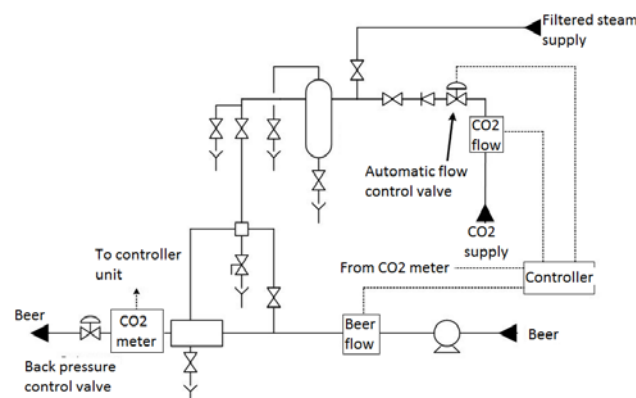 Filtered steam
supply
CO2
flow
Automatic flow
control valve
CO2
supply
To controller
unit
From CO2 meter
Controller
Beer
CO2
meter
Beer
flow
Beer
Back pressure
control valve